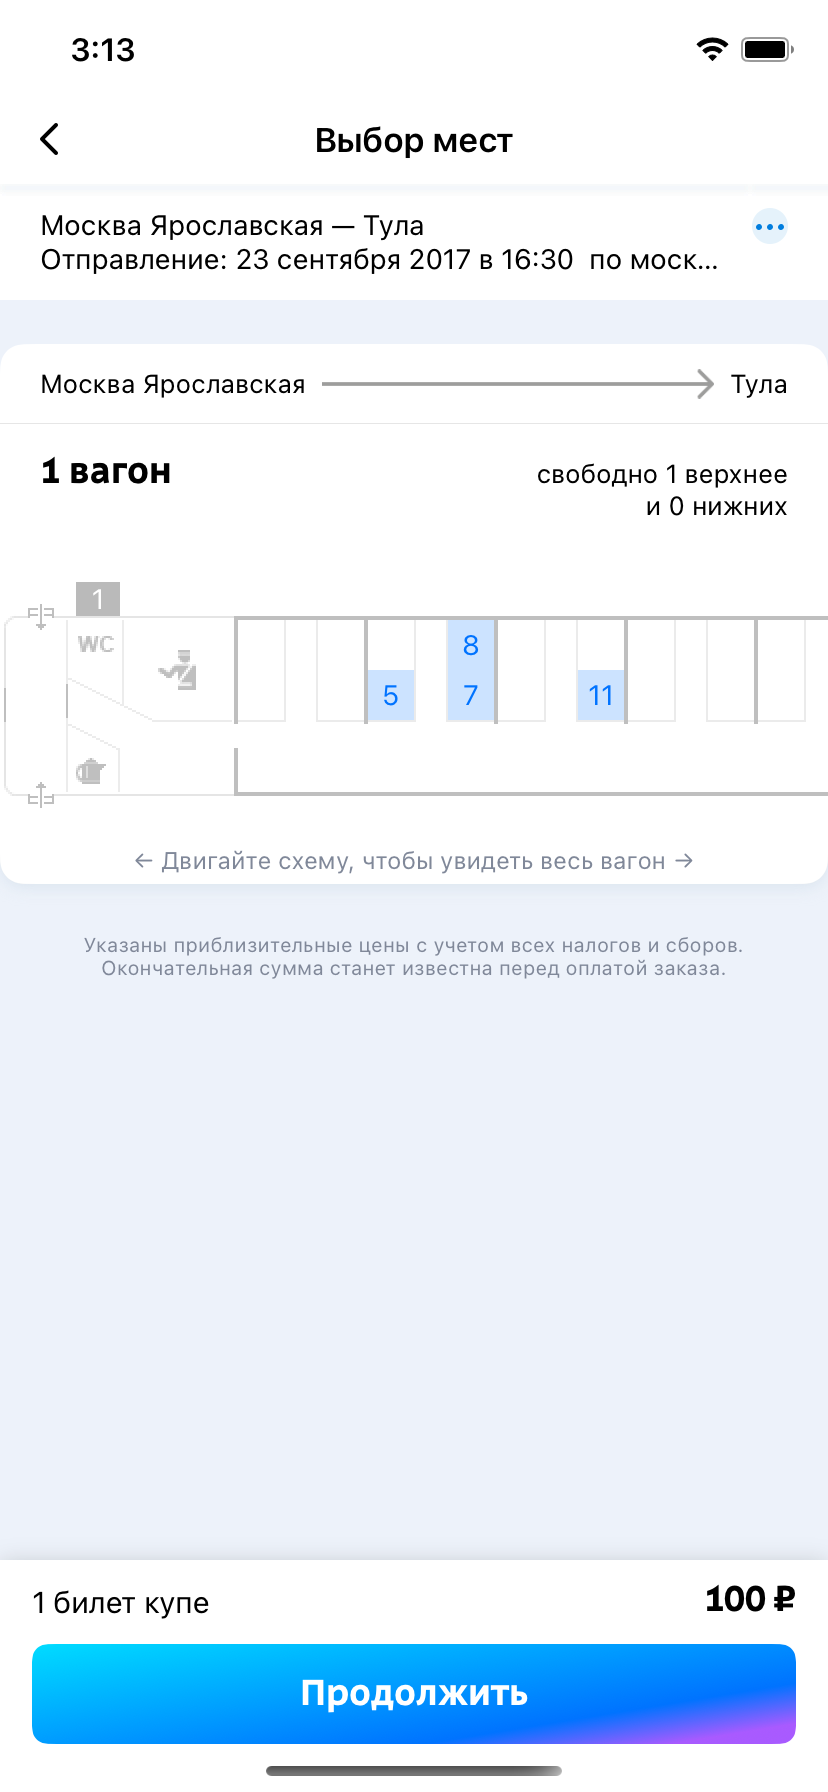 3:13
Выбор мест
Москва Ярославская — Тула
Отправление: 23 сентября 2017 в 16:30 по моск...
Москва Ярославская
Тула
1 вагон
свободно 1 верхнее
и 0 нижних
1
WC
8
5
7
11
← Двигайте схему, чтобы увидеть весь вагон →
Указаны приблизительные цены с учетом всех налогов и сборов.
Окончательная сумма станет известна перед оплатой заказа.
1 билет купе
100 ₽
Продолжить